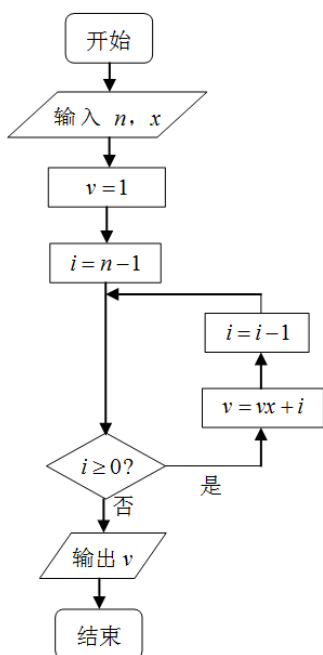 开始
输入 n，x
v=1
i=n−1
i=i−1
v=vx+i
i≥0?
是
否
输出 v
结束